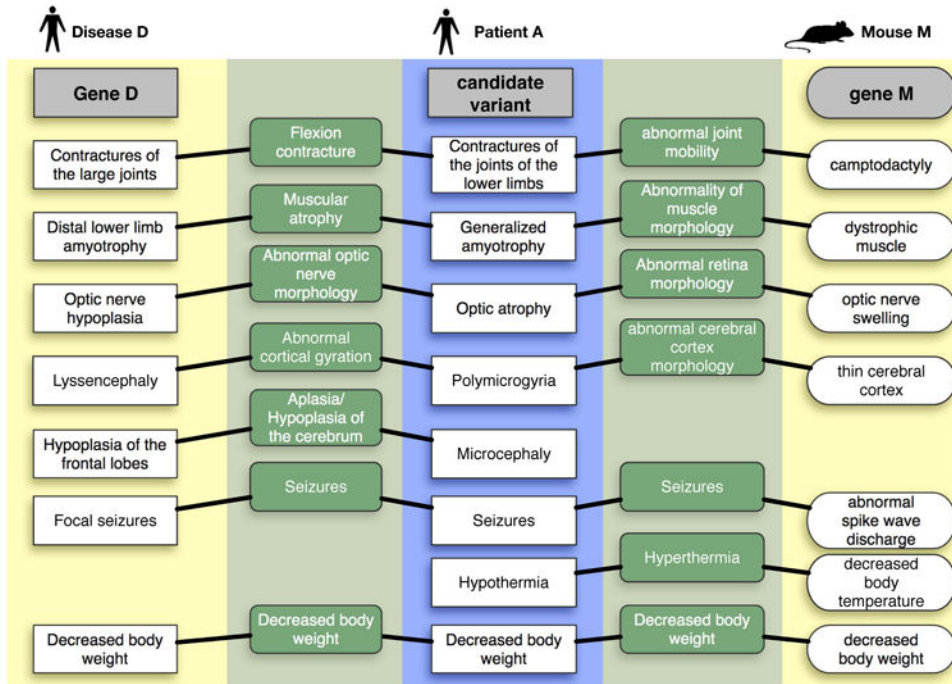 Disease D
Patient A
Mouse M
Gene D
candidate
variant
gene M
Contractures of
the large joints
Flexion
contracture
Contractures of
the joints of the
lower limbs
abnormal joint
mobility
camptodactyly
Distal lower limb
amyotrophy
Muscular
atrophy
Generalized
amyotrophy
Abnormality of
muscle
morphology
dystrophic
muscle
Optic nerve
hypoplasia
Abnormal optic
nerve
morphology
Optic atrophy
Abnormal retina
morphology
optic nerve
swelling
Lyssencephaly
Abnormal
cortical gyration
Polymicrogyria
abnormal cerebral
cortex
morphology
thin cerebral
cortex
Hypoplasia of the
frontal lobes
Aplasia/
Hypoplasia of
the cerebrum
Microcephaly
Focal seizures
Seizures
Seizures
Seizures
abnormal
spike wave
discharge
Hypothermia
Hyperthermia
decreased
body
temperature
Decreased body
weight
Decreased body
weight
Decreased body
weight
Decreased body
weight
decreased
body weight